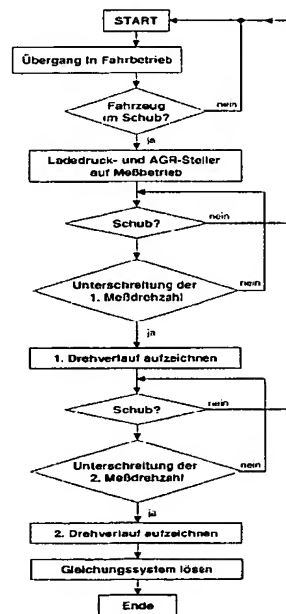 START
Übergang in Fahrbetrieb
Fahrzeug
im Schub?
nein
ja
Ladedruck- und AGR-Steller
auf Meßbetrieb
Schub?
nein
Unterschreitung der
1. Meßdrehzahl
nein
ja
1. Drehverlauf aufzeichnen
Schub?
nein
Unterschreitung der
2. Meßdrehzahl
nein
ja
2. Drehverlauf aufzeichnen
Gleichungssystem lösen
Ende